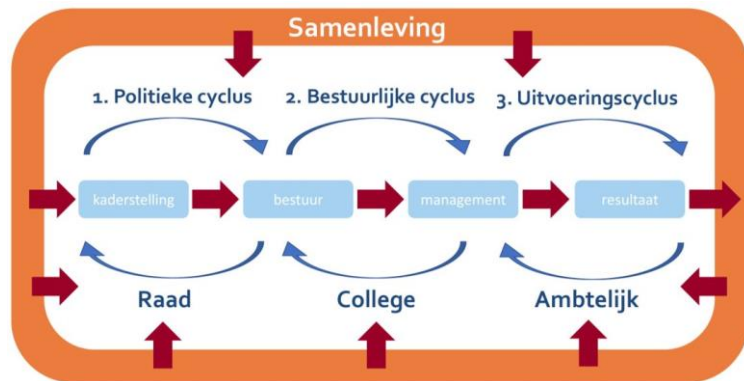 Samenleving
1. Politieke cyclus
2. Bestuurlijke cyclus
3. Uitvoeringscyclus
kaderstelling
bestuur
management
resultaat
Raad
College
Ambtelijk